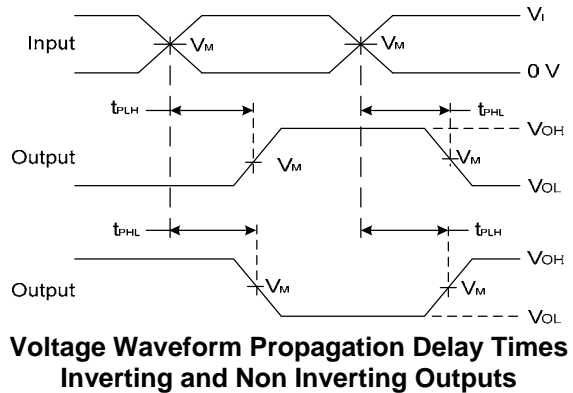 Input
VM
VM
VI
0 V
tPLH
tPHL
Output
VM
VM
VOH
VOL
tPHL
tPLH
Output
VM
VM
VOH
VOL
Voltage Waveform Propagation Delay Times
Inverting and Non Inverting Outputs